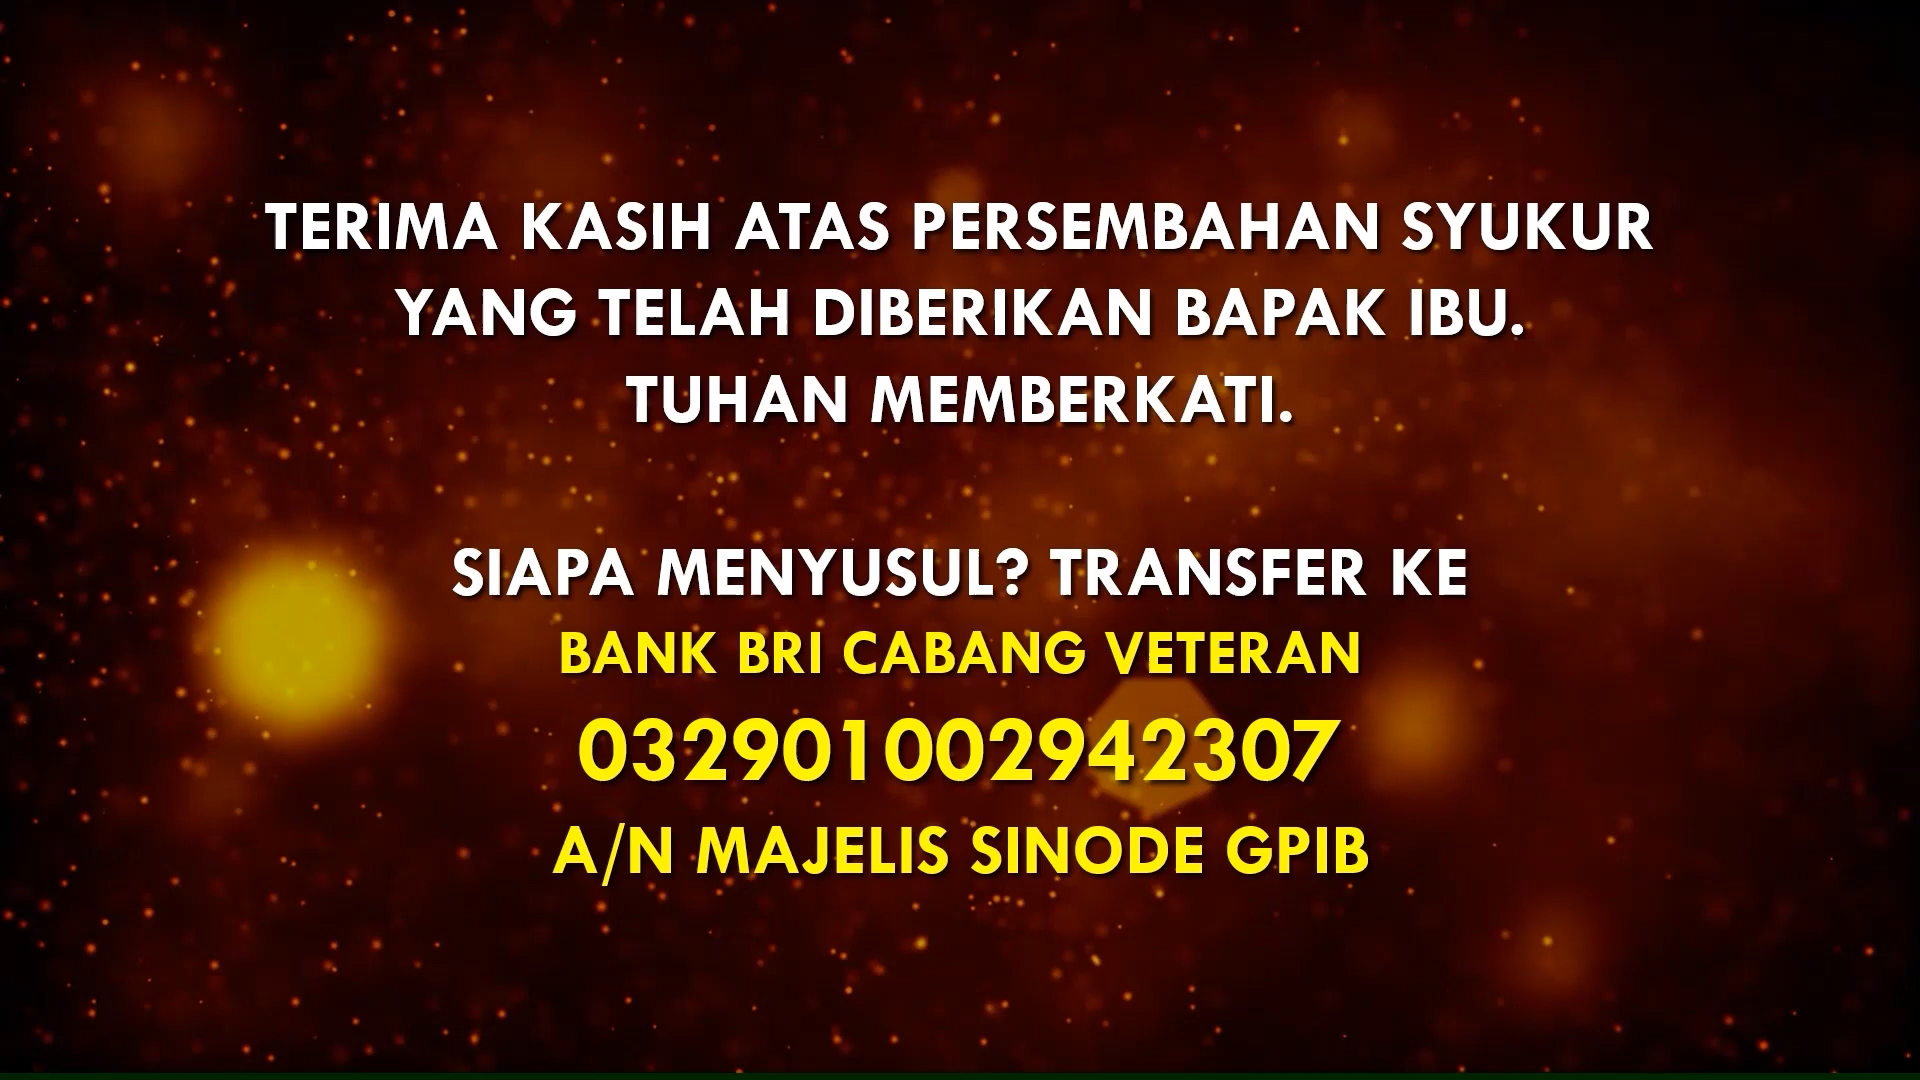 TERIMA KASIH ATAS PERSEMBAHAN SYUKUR
YANG TELAH DIBERIKAN BAPAK IBU.
TUHAN MEMBERKATI.
SIAPA MENYUSUL? TRANSFER KE
BANK BRI CABANG VETERAN
032901002942307
A/N MAJELIS SINODE GPIB